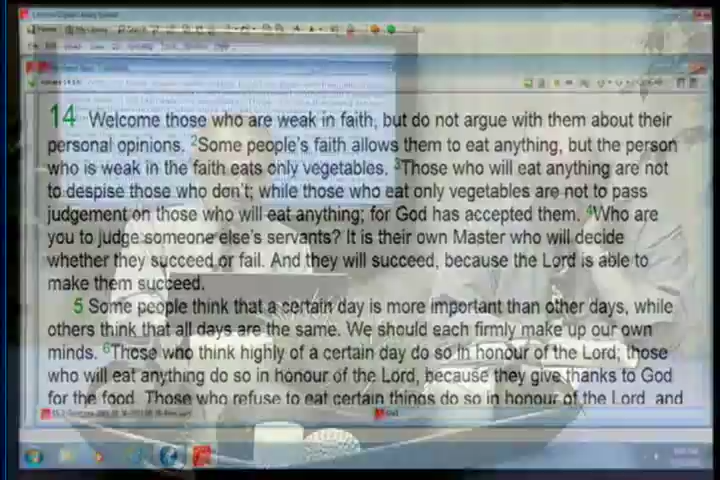 14 Welcome those who are weak in faith, but do not argue with them about their
personal opinions. 2Some people's faith allows them to eat anything, but the person
who is weak in the faith eats only vegetables. 3Those who will eat anything are not
to despise those who don't; while those who eat only vegetables are not to pass
judgement on those who will eat anything; for God has accepted them. 4Who are
you to judge someone else's servants? It is their own Master who will decide
whether they succeed or fail. And they will succeed, because the Lord is able to
make them succeed.
5 Some people think that a certain day is more important than other days, while
others think that all days are the same. We should each firmly make up our own
minds. 6Those who think highly of a certain day do so in honour of the Lord; those
who will eat anything do so in honour of the Lord, because they give thanks to God
for the food. Those who refuse to eat certain things do so in honour of the Lord, and